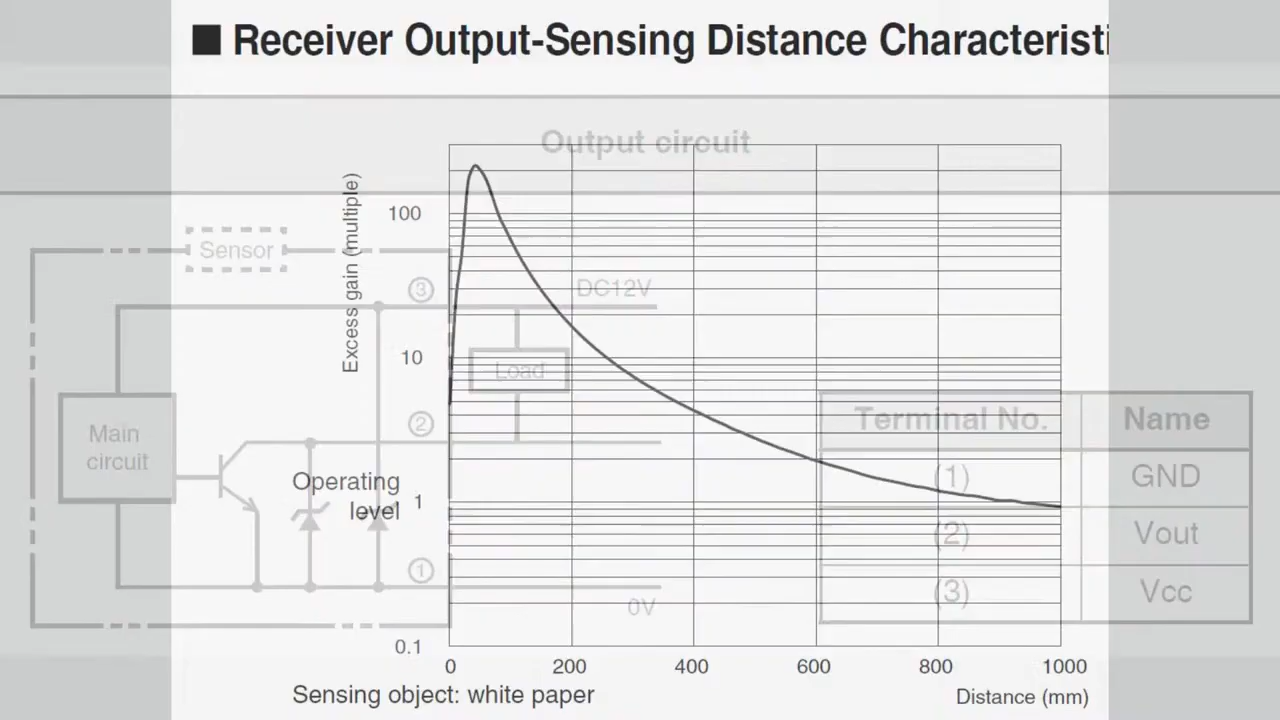 ■ Receiver Output-Sensing Distance Characteristi
Output circuit
Excess gain (multiple)
100
10
1
0.1
Operating
level
0
200
400
600
800
1000
Sensing object: white paper
Distance (mm)
Sensor
Main
circuit
③
②
①
DC12V
Load
0V
Terminal No. Name
(1) GND
(2) Vout
(3) Vcc